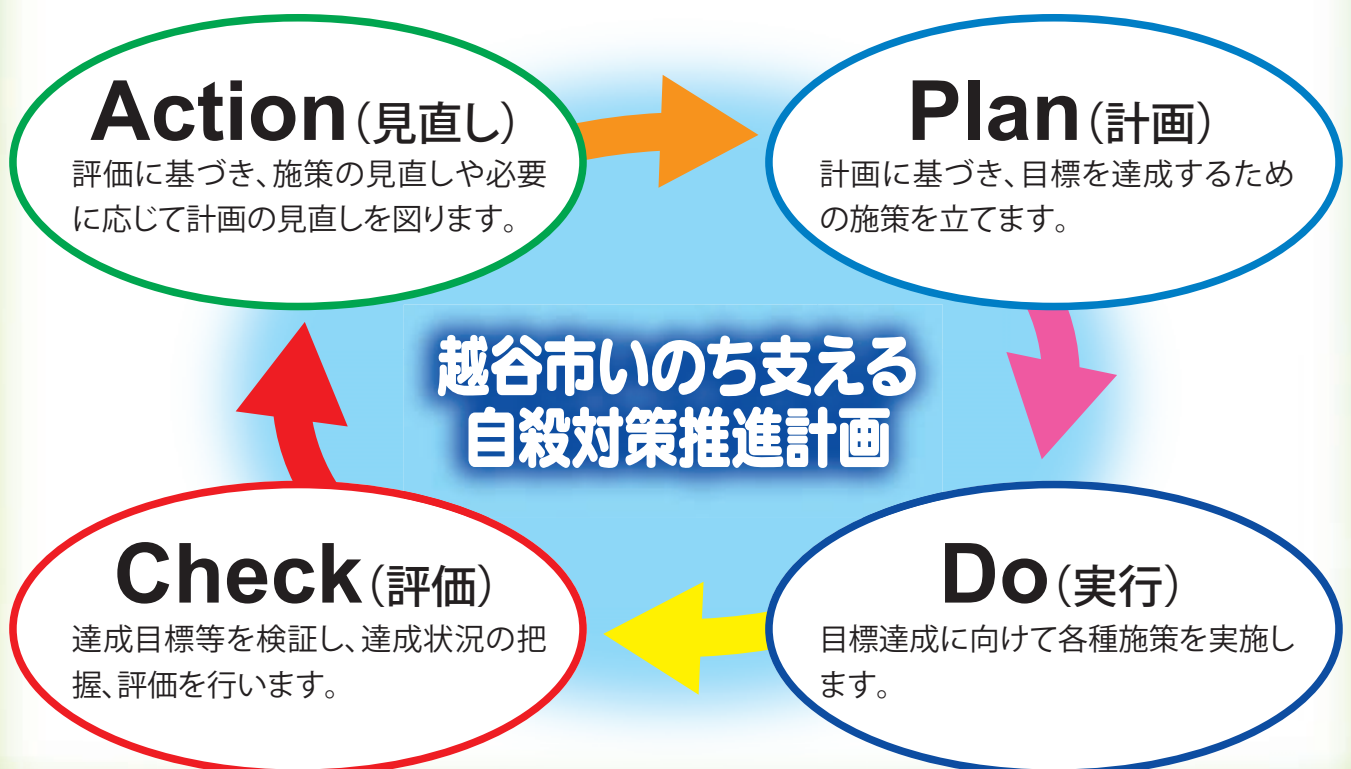 Action（見直し）
評価に基づき、施策の見直しや必要
に応じて計画の見直しを図ります。
Plan（計画）
計画に基づき、目標を達成するため
の施策を立てます。
越谷市いのち支える
自殺対策推進計画
Check（評価）
達成目標等を検証し、達成状況の把
握、評価を行います。
Do（実行）
目標達成に向けて各種施策を実施し
ます。